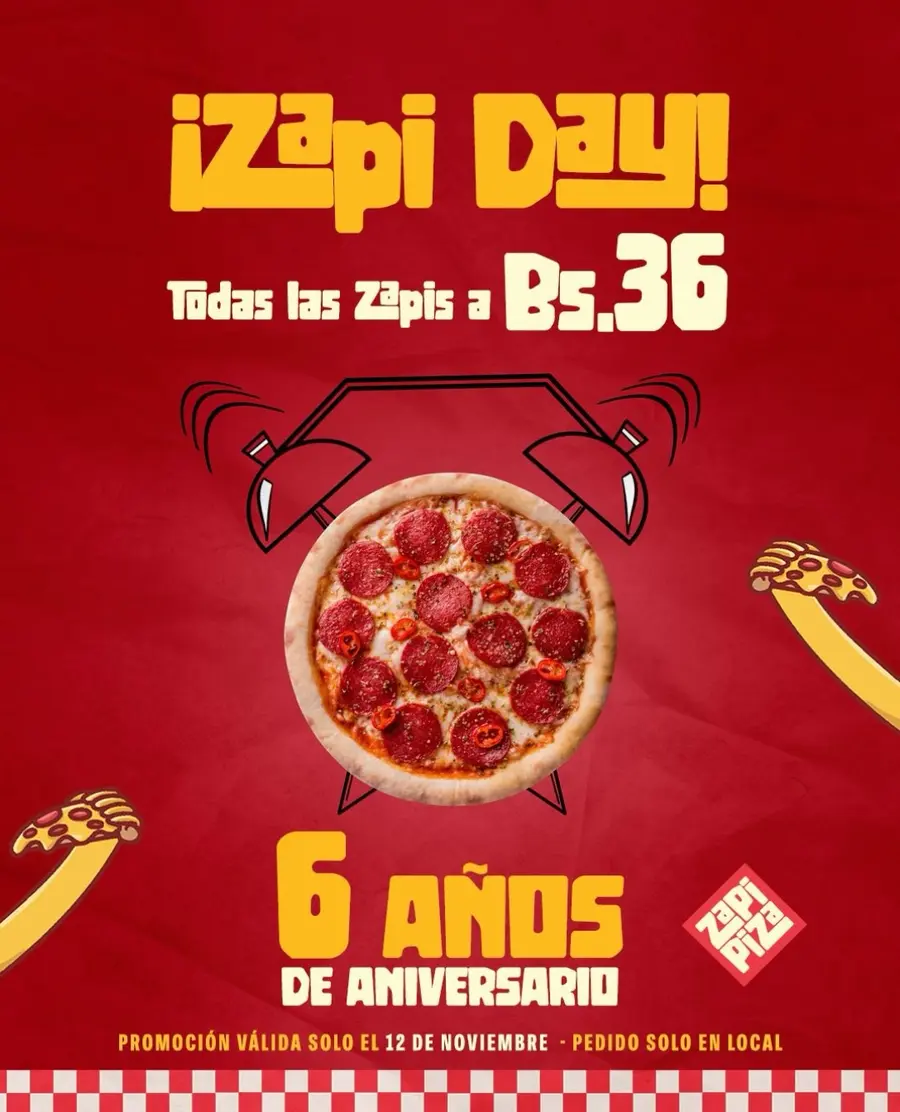 ¡Zapi Day!
Todas las Zapis a Bs.36
6 AÑOS
DE ANIVERSARIO
ZAPI
PIZa
PROMOCIÓN VÁLIDA SOLO EL 12 DE NOVIEMBRE - PEDIDO SOLO EN LOCAL